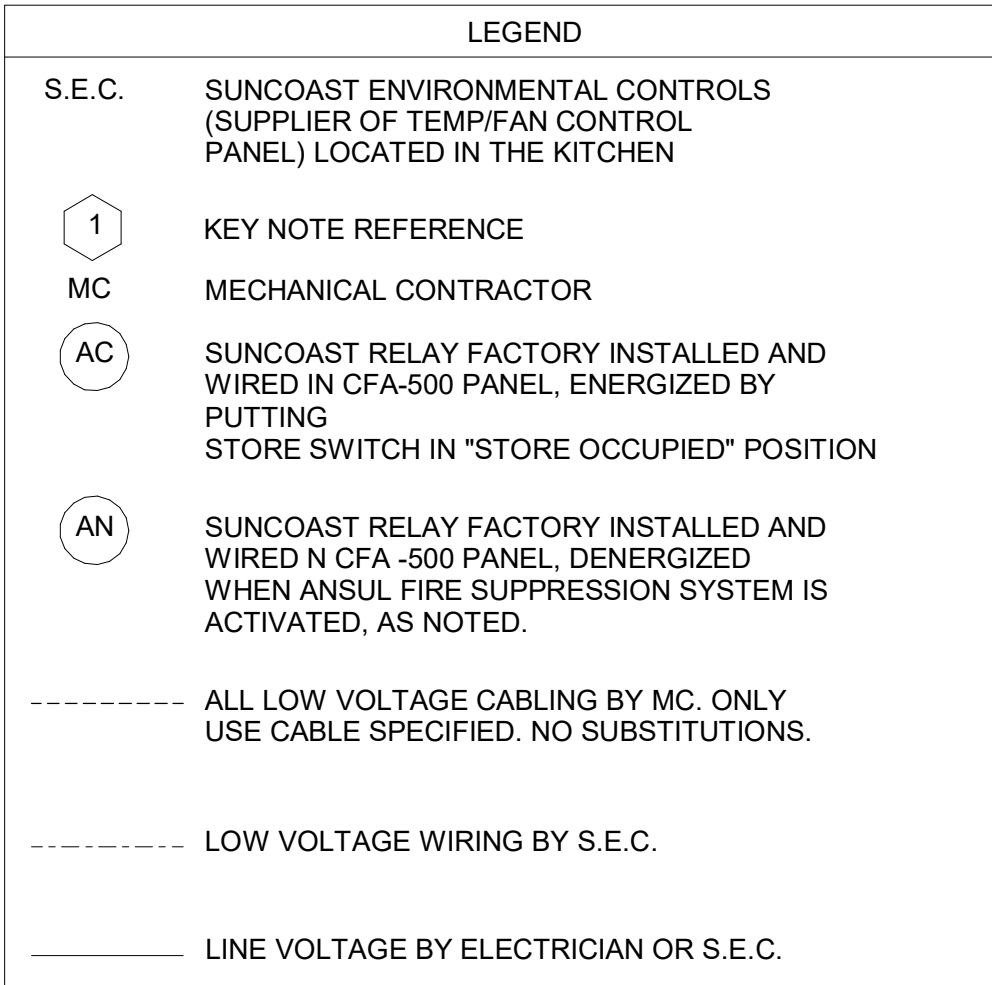 LEGEND
S.E.C. SUNCOAST ENVIRONMENTAL CONTROLS
(SUPPLIER OF TEMP/FAN CONTROL
PANEL) LOCATED IN THE KITCHEN
1 KEY NOTE REFERENCE
MC MECHANICAL CONTRACTOR
AC SUNCOAST RELAY FACTORY INSTALLED AND
WIRED IN CFA-500 PANEL, ENERGIZED BY
PUTTING
STORE SWITCH IN "STORE OCCUPIED" POSITION
AN SUNCOAST RELAY FACTORY INSTALLED AND
WIRED N CFA -500 PANEL, DENERGIZED
WHEN ANSUL FIRE SUPPRESSION SYSTEM IS
ACTIVATED, AS NOTED.
ALL LOW VOLTAGE CABLING BY MC. ONLY
USE CABLE SPECIFIED. NO SUBSTITUTIONS.
LOW VOLTAGE WIRING BY S.E.C.
LINE VOLTAGE BY ELECTRICIAN OR S.E.C.